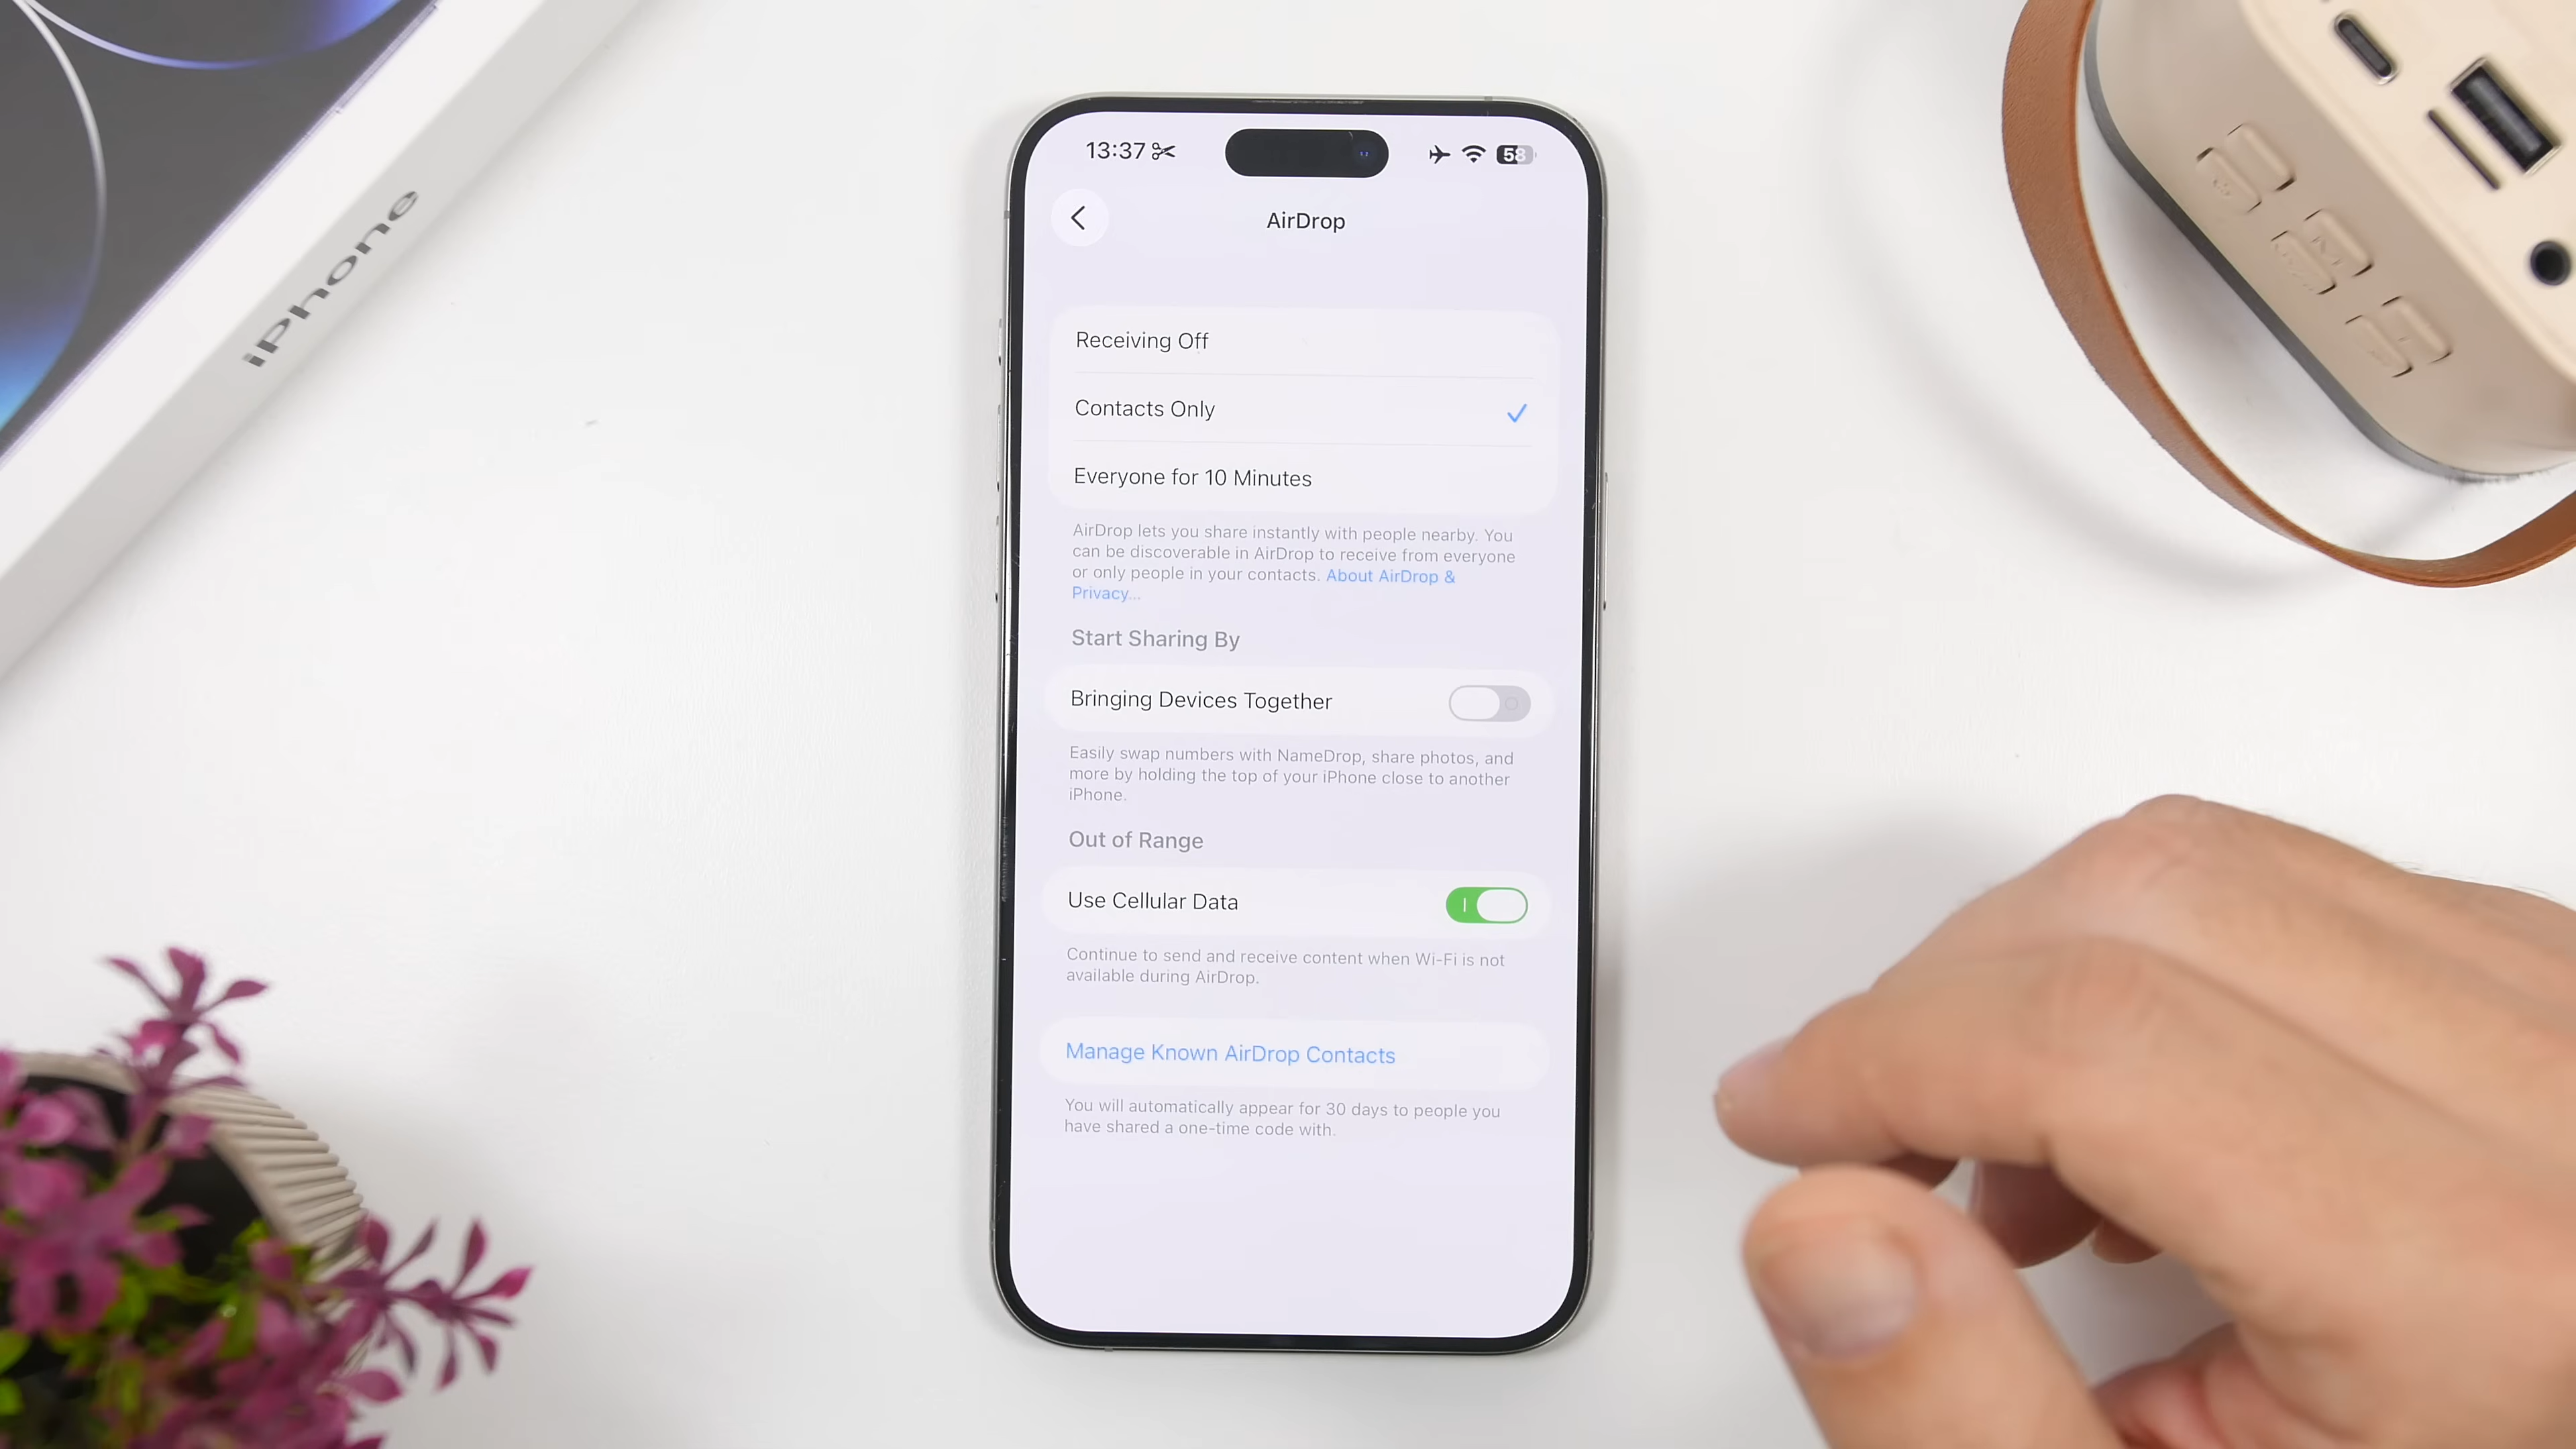 iPhone
13:37
58
AirDrop
Receiving Off
Contacts Only
Everyone for 10 Minutes
AirDrop lets you share instantly with people nearby. You
can be discoverable in AirDrop to receive from everyone
or only people in your contacts. About AirDrop &
Privacy...
Start Sharing By
Bringing Devices Together
Easily swap numbers with NameDrop, share photos, and
more by holding the top of your iPhone close to another
iPhone.
Out of Range
Use Cellular Data
Continue to send and receive content when Wi-Fi is not
available during AirDrop.
Manage Known AirDrop Contacts
You will automatically appear for 30 days to people you
have shared a one-time code with.